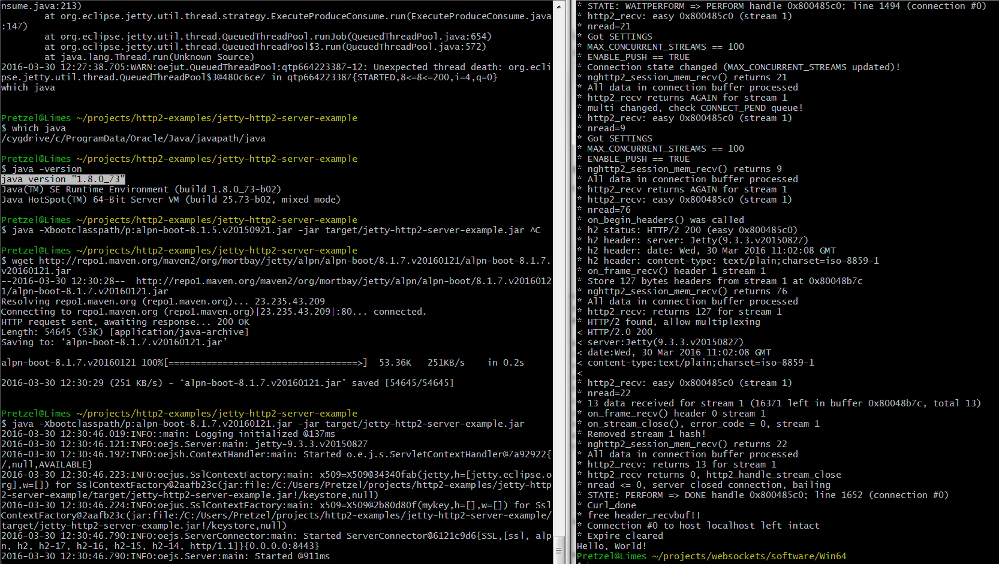 nsume.java:213)
        at org.eclipse.jetty.util.thread.strategy.ExecuteProduceConsume.run(ExecuteProduceConsume.java
:147)
        at org.eclipse.jetty.util.thread.QueuedThreadPool.runJob(QueuedThreadPool.java:654)
        at org.eclipse.jetty.util.thread.QueuedThreadPool$3.run(QueuedThreadPool.java:572)
        at java.lang.Thread.run(Unknown Source)
2016-03-30 12:27:38.705:WARN:oejut.QueuedThreadPool:qtp664223387-12: Unexpected thread death: org.ecli
pse.jetty.util.thread.QueuedThreadPool$3@480c6ce7 in qtp664223387{STARTED,8<=8<=200,i=4,q=0}
which java
Pretzel@Limes ~/projects/http2-examples/jetty-http2-server-example
$ which java
/cygdrive/c/ProgramData/Oracle/Java/javapath/java
Pretzel@Limes ~/projects/http2-examples/jetty-http2-server-example
$ java -version
java version "1.8.0_73"
Java(TM) SE Runtime Environment (build 1.8.0_73-b02)
Java HotSpot(TM) 64-Bit Server VM (build 25.73-b02, mixed mode)
Pretzel@Limes ~/projects/http2-examples/jetty-http2-server-example
$ java -Xbootclasspath/p:alpn-boot-8.1.5.v20150921.jar -jar target/jetty-http2-server-example.jar ^C
Pretzel@Limes ~/projects/http2-examples/jetty-http2-server-example
$ wget http://repo1.maven.org/maven2/org/mortbay/jetty/alpn/alpn-boot/8.1.7.v20160121/alpn-boot-8.1.7.
v20160121.jar
--2016-03-30 12:30:28--  http://repo1.maven.org/maven2/org/mortbay/jetty/alpn/alpn-boot/8.1.7.v2016012
1/alpn-boot-8.1.7.v20160121.jar
Resolving repo1.maven.org (repo1.maven.org)... 23.235.43.209
Connecting to repo1.maven.org (repo1.maven.org)|23.235.43.209|:80... connected.
HTTP request sent, awaiting response... 200 OK
Length: 54645 (53K) [application/java-archive]
Saving to: ‘alpn-boot-8.1.7.v20160121.jar’
alpn-boot-8.1.7.v20160121 100%[===================================>]  53.36K   251KB/s    in 0.2s
2016-03-30 12:30:29 (251 KB/s) - ‘alpn-boot-8.1.7.v20160121.jar’ saved [54645/54645]
Pretzel@Limes ~/projects/http2-examples/jetty-http2-server-example
$ java -Xbootclasspath/p:alpn-boot-8.1.7.v20160121.jar -jar target/jetty-http2-server-example.jar
2016-03-30 12:30:46.019:INFO::main: Logging initialized @137ms
2016-03-30 12:30:46.121:INFO:oejs.Server:main: jetty-9.3.3.v20150827
2016-03-30 12:30:46.192:INFO:oejsh.ContextHandler:main: Started o.e.j.s.ServletContextHandler@7a92922{
/,null,AVAILABLE}
2016-03-30 12:30:46.223:INFO:oejus.SslContextFactory:main: x509=X509@34340fab(jetty,h=[jetty.eclipse.o
rg],w=[]) for SslContextFactory@2aafb23c(jar:file:/C:/Users/Pretzel/projects/http2-examples/jetty-http
2-server-example/target/jetty-http2-server-example.jar!/keystore,null)
2016-03-30 12:30:46.224:INFO:oejus.SslContextFactory:main: x509=X509@2b80d80f(mykey,h=[],w=[]) for Ssl
ContextFactory@2aafb23c(jar:file:/C:/Users/Pretzel/projects/http2-examples/jetty-http2-server-example/
target/jetty-http2-server-example.jar!/keystore,null)
2016-03-30 12:30:46.790:INFO:oejs.ServerConnector:main: Started ServerConnector@6121c9d6{SSL,[ssl, alp
n, h2, h2-17, h2-16, h2-15, h2-14, http/1.1]}{0.0.0.0:8443}
2016-03-30 12:30:46.790:INFO:oejs.Server:main: Started @911ms
* STATE: WAITPERFORM => PERFORM handle 0x800485c0; line 1494 (connection #0)
* http2_recv: easy 0x800485c0 (stream 1)
* nread=21
* Got SETTINGS
* MAX_CONCURRENT_STREAMS == 100
* ENABLE_PUSH == TRUE
* Connection state changed (MAX_CONCURRENT_STREAMS updated)!
* nghttp2_session_mem_recv() returns 21
* All data in connection buffer processed
* http2_recv returns AGAIN for stream 1
* multi changed, check CONNECT_PEND queue!
* http2_recv: easy 0x800485c0 (stream 1)
* nread=9
* Got SETTINGS
* MAX_CONCURRENT_STREAMS == 100
* ENABLE_PUSH == TRUE
* nghttp2_session_mem_recv() returns 9
* All data in connection buffer processed
* http2_recv returns AGAIN for stream 1
* http2_recv: easy 0x800485c0 (stream 1)
* nread=76
* on_begin_headers() was called
* h2 status: HTTP/2 200 (easy 0x800485c0)
* h2 header: server: Jetty(9.3.3.v20150827)
* h2 header: date: Wed, 30 Mar 2016 11:02:08 GMT
* h2 header: content-type: text/plain;charset=iso-8859-1
* on_frame_recv() header 1 stream 1
* Store 127 bytes headers from stream 1 at 0x80048b7c
* nghttp2_session_mem_recv() returns 76
* All data in connection buffer processed
* http2_recv: returns 127 for stream 1
* HTTP/2 found, allow multiplexing
< HTTP/2.0 200
< server:Jetty(9.3.3.v20150827)
< date:Wed, 30 Mar 2016 11:02:08 GMT
< content-type:text/plain;charset=iso-8859-1
<
* http2_recv: easy 0x800485c0 (stream 1)
* nread=22
* 13 data received for stream 1 (16371 left in buffer 0x80048b7c, total 13)
* on_frame_recv() header 0 stream 1
* on_stream_close(), error_code = 0, stream 1
* Removed stream 1 hash!
* nghttp2_session_mem_recv() returns 22
* All data in connection buffer processed
* http2_recv: returns 13 for stream 1
* http2_recv returns 0, http2_handle_stream_close
* nread <= 0, server closed connection, bailing
* STATE: PERFORM => DONE handle 0x800485c0; line 1652 (connection #0)
* Curl_done
* free header_recvbuf!!
* Connection #0 to host localhost left intact
* Expire cleared
Hello, World!
Pretzel@Limes ~/projects/websockets/software/Win64